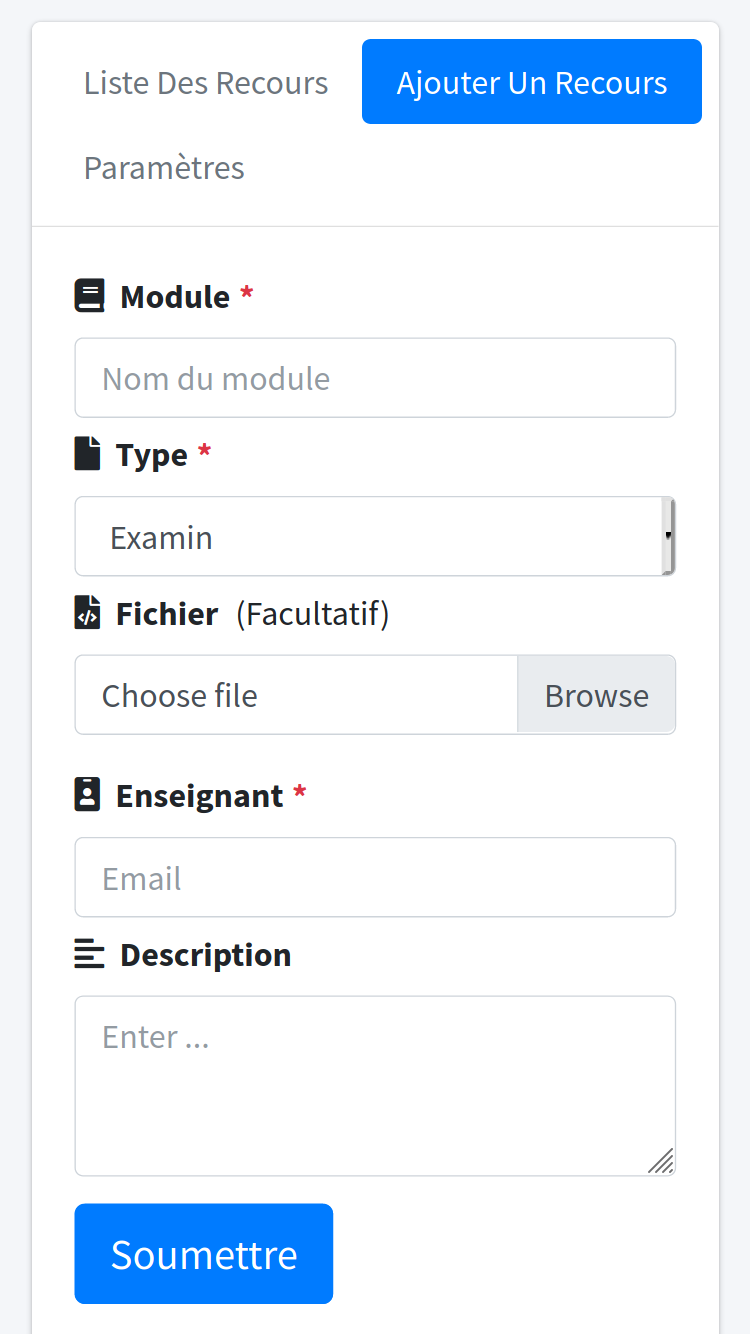 Liste Des Recours Ajouter Un Recours
Paramètres
Module *
Nom du module
Type *
Examin
Fichier (Facultatif)
Choose file Browse
Enseignant *
Email
Description
Enter ...
Soumettre